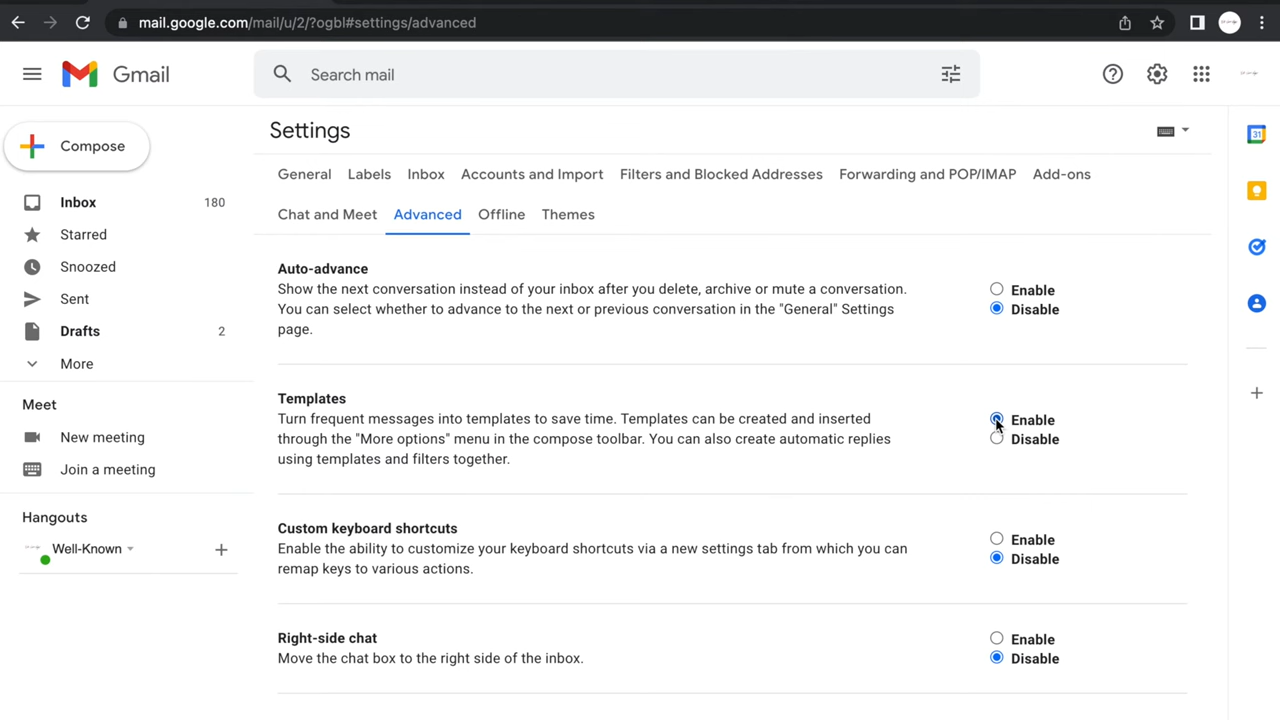 mail.google.com/mail/u/2/?ogbl#settings/advanced
Gmail
Search mail
Compose
Inbox 180
Starred
Snoozed
Sent
Drafts 2
More
Meet
New meeting
Join a meeting
Hangouts
Well-Known
Settings
General Labels Inbox Accounts and Import Filters and Blocked Addresses Forwarding and POP/IMAP Add-ons
Chat and Meet Advanced Offline Themes
Auto-advance
Show the next conversation instead of your inbox after you delete, archive or mute a conversation.
You can select whether to advance to the next or previous conversation in the "General" Settings
page.
Enable
Disable
Templates
Turn frequent messages into templates to save time. Templates can be created and inserted
through the "More options" menu in the compose toolbar. You can also create automatic replies
using templates and filters together.
Enable
Disable
Custom keyboard shortcuts
Enable the ability to customize your keyboard shortcuts via a new settings tab from which you can
remap keys to various actions.
Enable
Disable
Right-side chat
Move the chat box to the right side of the inbox.
Enable
Disable
31